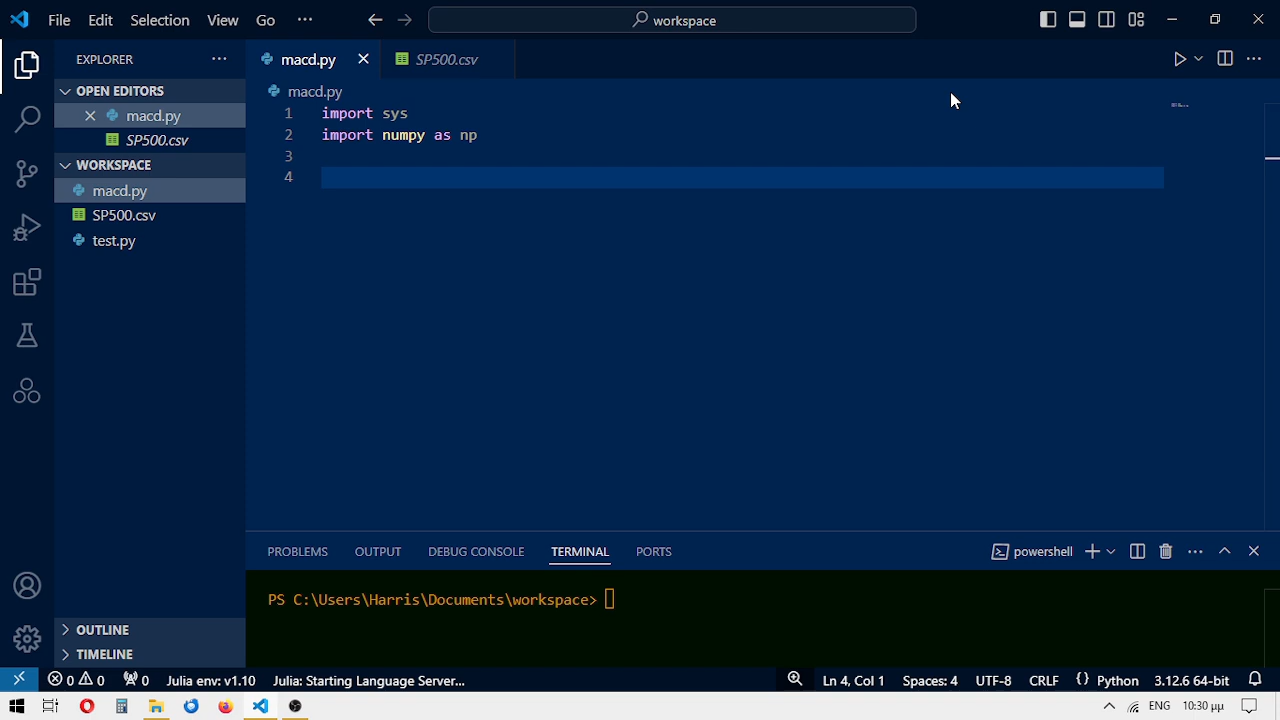 File Edit Selection View Go ··· workspace
EXPLORER ···
OPEN EDITORS
macd.py
SP500.csv
WORKSPACE
macd.py
SP500.csv
test.py
OUTLINE
TIMELINE
macd.py SP500.csv ···
macd.py
1 import sys
2 import numpy as np
3
4
PROBLEMS OUTPUT DEBUG CONSOLE TERMINAL PORTS powershell ···
PS C:\Users\Harris\Documents\workspace>
0 0 0 Julia env: v1.10 Julia: Starting Language Server... Ln 4, Col 1 Spaces: 4 UTF-8 CRLF {} Python 3.12.6 64-bit
ENG 10:30 μμ